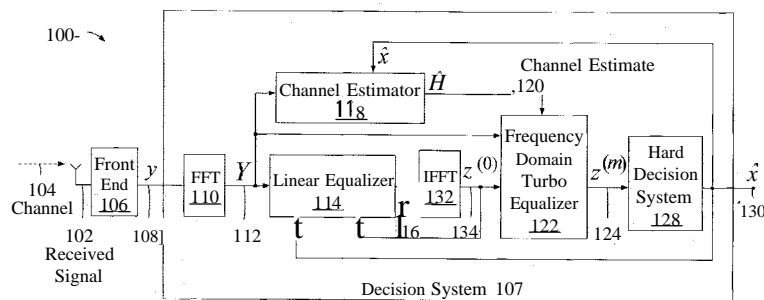 100-
x̂
Channel Estimator
118
Ĥ
,120
Channel Estimate
104
Channel
Front
End
106
y
FFT
110
Y
Linear Equalizer
114
IFFT
132
z(0)
Frequency
Domain
Turbo
Equalizer
122
z(m)
Hard
Decision
System
128
x̂
130
102
Received
Signal
108
112
t
t
r
16
134
124
Decision System 107